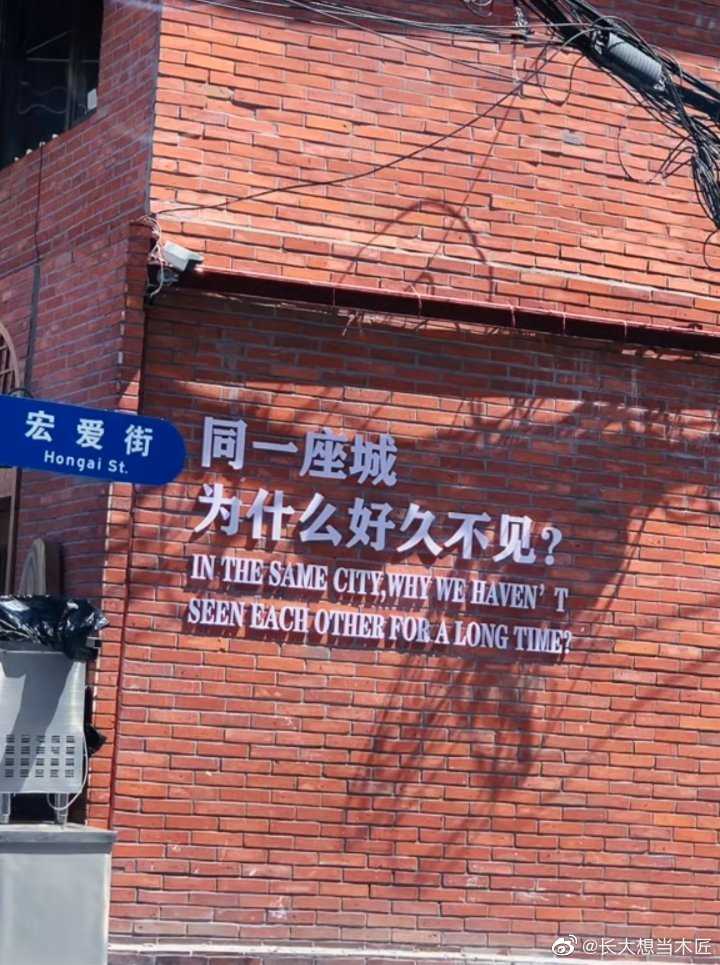 宏爱街
Hongai St.
同一座城
为什么好久不见?
IN THE SAME CITY,WHY WE HAVEN'T
SEEN EACH OTHER FOR A LONG TIME?
@长大想当木匠